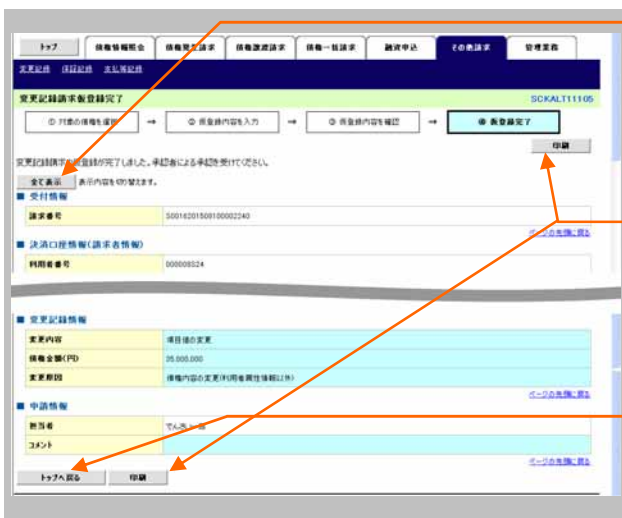 トップ 債権情報照会 債権発生請求 債権譲渡請求 債権一括請求 融資申込 その他請求 管理業務
変更記録 保証記録 支払等記録
変更記録請求仮登録完了 SCKALT11105
① 対象の債権を選択 → ② 仮登録内容を入力 → ③ 仮登録内容を確認 → ④ 仮登録完了
印刷
変更記録請求の仮登録が完了しました。承認者による承認を受けてください。
全て表示 表示内容を切り替えます。
■ 受付情報
請求番号 S0016201508100002240
ページの先頭に戻る
■ 決済口座情報(請求者情報)
利用者番号 000000324
■ 変更記録情報
変更内容 項目値の変更
債権金額(円) 25,000,000
変更原因 債権内容の変更(利用者属性情報以外)
ページの先頭に戻る
■ 申請情報
担当者
コメント
ページの先頭に戻る
トップへ戻る 印刷